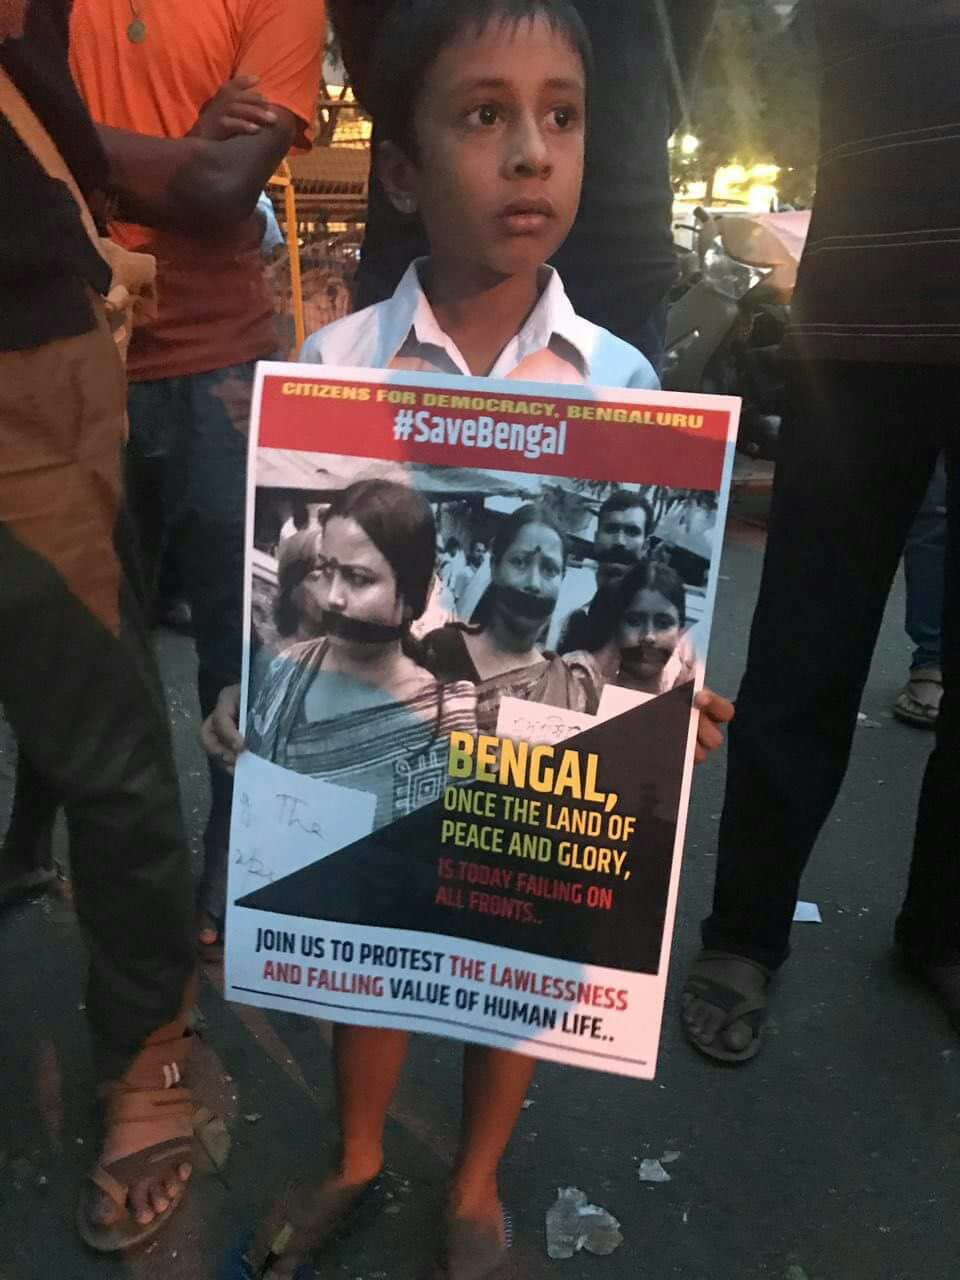 CITIZENS FOR DEMOCRACY, BENGALURU
#SaveBengal
The
BENGAL,
ONCE THE LAND OF
PEACE AND GLORY,
IS TODAY FAILING ON
ALL FRONTS..
JOIN US TO PROTEST THE LAWLESSNESS
AND FALLING VALUE OF HUMAN LIFE..